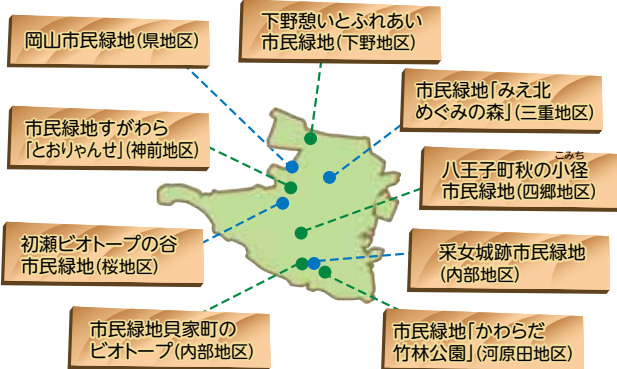 岡山市民緑地(県地区)
下野憩いとふれあい
市民緑地(下野地区)
市民緑地「みえ北
めぐみの森」(三重地区)
市民緑地すがわら
「とおりゃんせ」(神前地区)
こみち
八王子町秋の小径
市民緑地(四郷地区)
初瀬ビオトープの谷
市民緑地(桜地区)
采女城跡市民緑地
(内部地区)
市民緑地貝家町の
ビオトープ(内部地区)
市民緑地「かわらだ
竹林公園」(河原田地区)